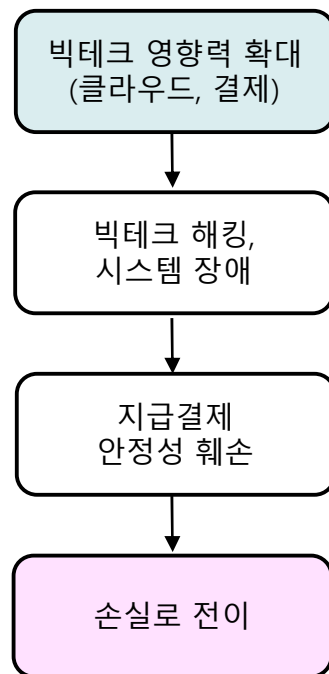 빅테크 영향력 확대
(클라우드, 결제)
빅테크 해킹,
시스템 장애
지급결제
안정성 훼손
손실로 전이